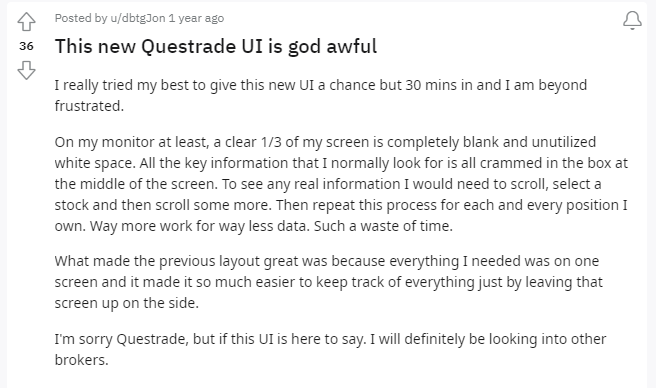 Posted by u/dbtgJon 1 year ago
36
This new Questrade UI is god awful
I really tried my best to give this new UI a chance but 30 mins in and I am beyond
frustrated.
On my monitor at least, a clear 1/3 of my screen is completely blank and unutilized
white space. All the key information that I normally look for is all crammed in the box at
the middle of the screen. To see any real information I would need to scroll, select a
stock and then scroll some more. Then repeat this process for each and every position I
own. Way more work for way less data. Such a waste of time.
What made the previous layout great was because everything I needed was on one
screen and it made it so much easier to keep track of everything just by leaving that
screen up on the side.
I'm sorry Questrade, but if this UI is here to say. I will definitely be looking into other
brokers.